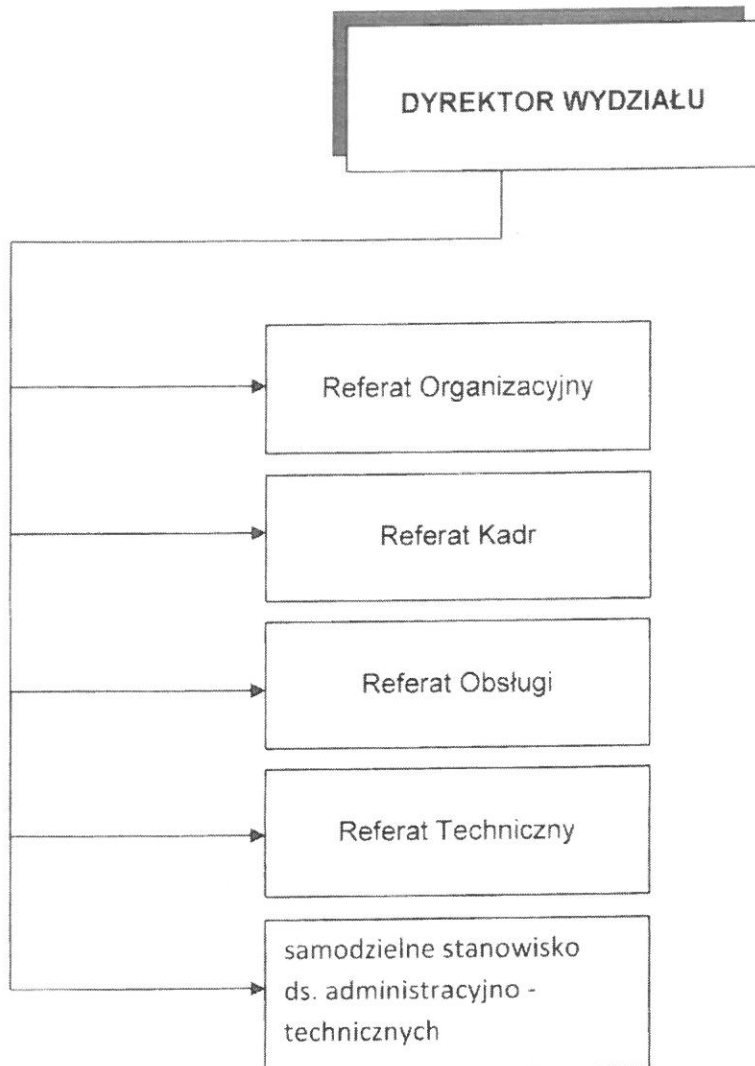 DYREKTOR WYDZIAŁU
Referat Organizacyjny
Referat Kadr
Referat Obsługi
Referat Techniczny
samodzielne stanowisko
ds. administracyjno -
technicznych